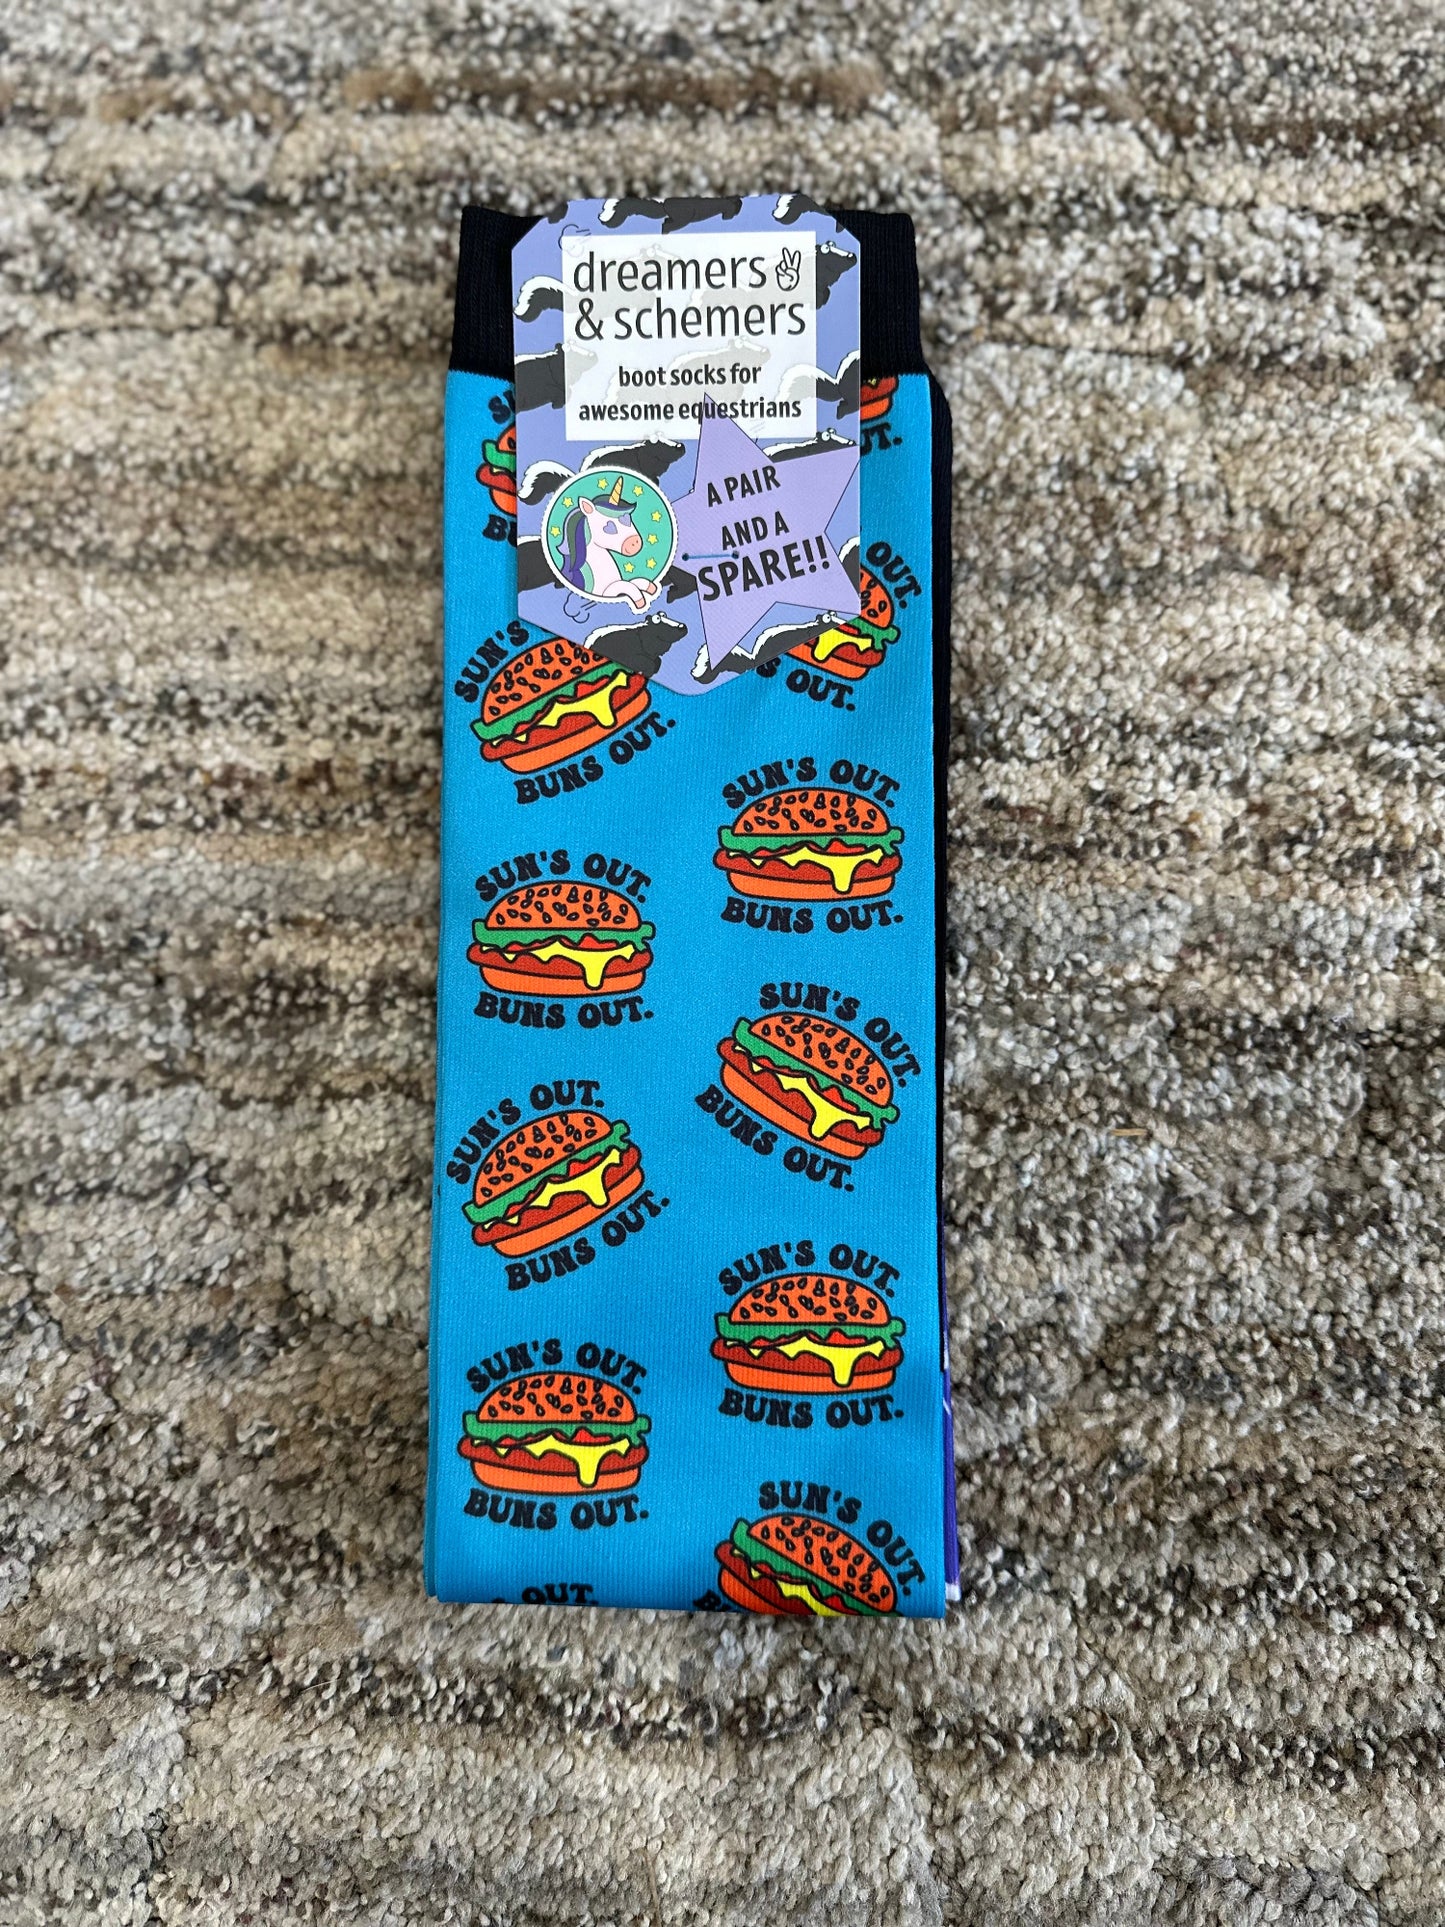 dreamers
& schemers
boot socks for
awesome equestrians
A PAIR
AND A
SPARE!!
OUT.
SUN'S
BUNS OUT.
S OUT.
SUN'S OUT.
BUNS OUT.
SUN'S OUT.
BUNS OUT.
SUN'S OUT.
BUNS OUT.
SUN'S OUT.
BUNS OUT.
SUN'S OUT.
BUNS OUT.
SUN'S OUT.
BUNS OUT.
SUN'S OUT.
OUT.